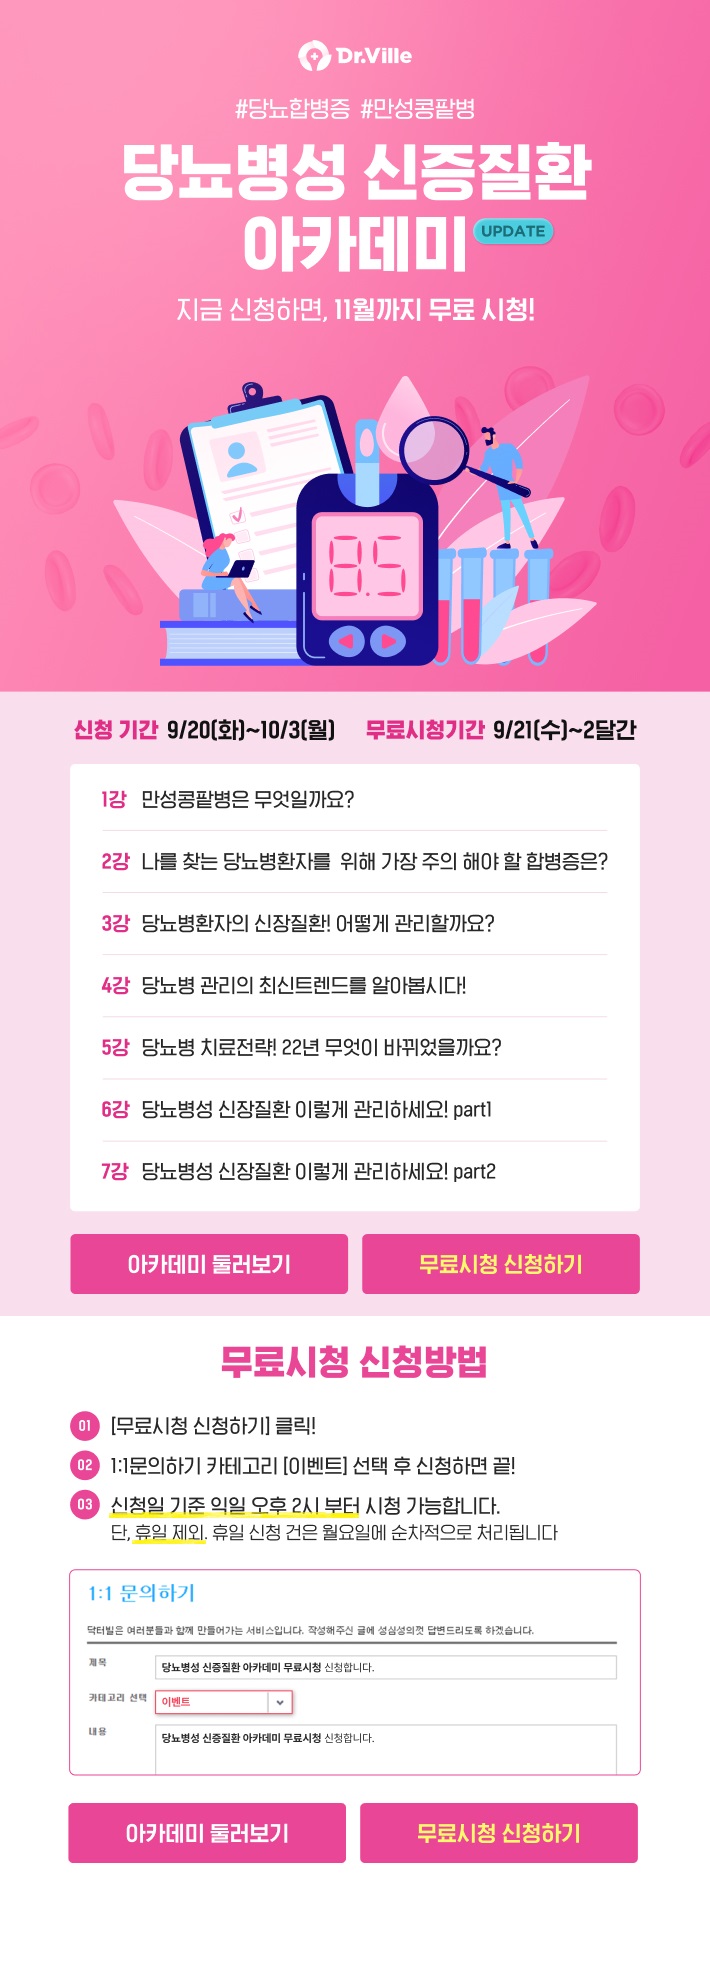 Dr.Ville
#당뇨합병증 #만성콩팥병
당뇨병성 신증질환
아카데미 UPDATE
지금 신청하면, 11월까지 무료 시청!
8.5
신청 기간 9/20(화)~10/3(월) 무료시청기간 9/21(수)~2달간
1강 만성콩팥병은 무엇일까요?
2강 나를 찾는 당뇨병환자를 위해 가장 주의 해야 할 합병증은?
3강 당뇨병환자의 신장질환! 어떻게 관리할까요?
4강 당뇨병 관리의 최신트렌드를 알아봅시다!
5강 당뇨병 치료전략! 22년 무엇이 바뀌었을까요?
6강 당뇨병성 신장질환 이렇게 관리하세요! part1
7강 당뇨병성 신장질환 이렇게 관리하세요! part2
아카데미 둘러보기 무료시청 신청하기
무료시청 신청방법
01 [무료시청 신청하기] 클릭!
02 1:1문의하기 카테고리 [이벤트] 선택 후 신청하면 끝!
03 신청일 기준 익일 오후 2시 부터 시청 가능합니다.
단, 휴일 제외. 휴일 신청 건은 월요일에 순차적으로 처리됩니다
1:1 문의하기
닥터빌은 여러분들과 함께 만들어가는 서비스입니다. 작성해주신 글에 성심성의껏 답변드리도록 하겠습니다.
제목 당뇨병성 신증질환 아카데미 무료시청 신청합니다.
카테고리 선택 이벤트
내용 당뇨병성 신증질환 아카데미 무료시청 신청합니다.
아카데미 둘러보기 무료시청 신청하기